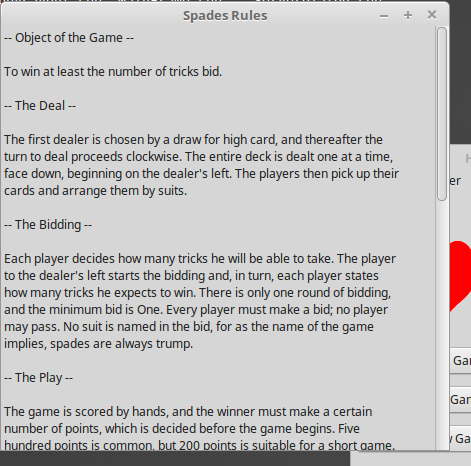 Spades Rules
-- Object of the Game --
To win at least the number of tricks bid.
-- The Deal --
The first dealer is chosen by a draw for high card, and thereafter the
turn to deal proceeds clockwise. The entire deck is dealt one at a time,
face down, beginning on the dealer's left. The players then pick up their
cards and arrange them by suits.
-- The Bidding --
Each player decides how many tricks he will be able to take. The player
to the dealer's left starts the bidding and, in turn, each player states
how many tricks he expects to win. There is only one round of bidding,
and the minimum bid is One. Every player must make a bid; no player
may pass. No suit is named in the bid, for as the name of the game
implies, spades are always trump.
-- The Play --
The game is scored by hands, and the winner must make a certain
number of points, which is decided before the game begins. Five
hundred points is common, but 200 points is suitable for a short game.